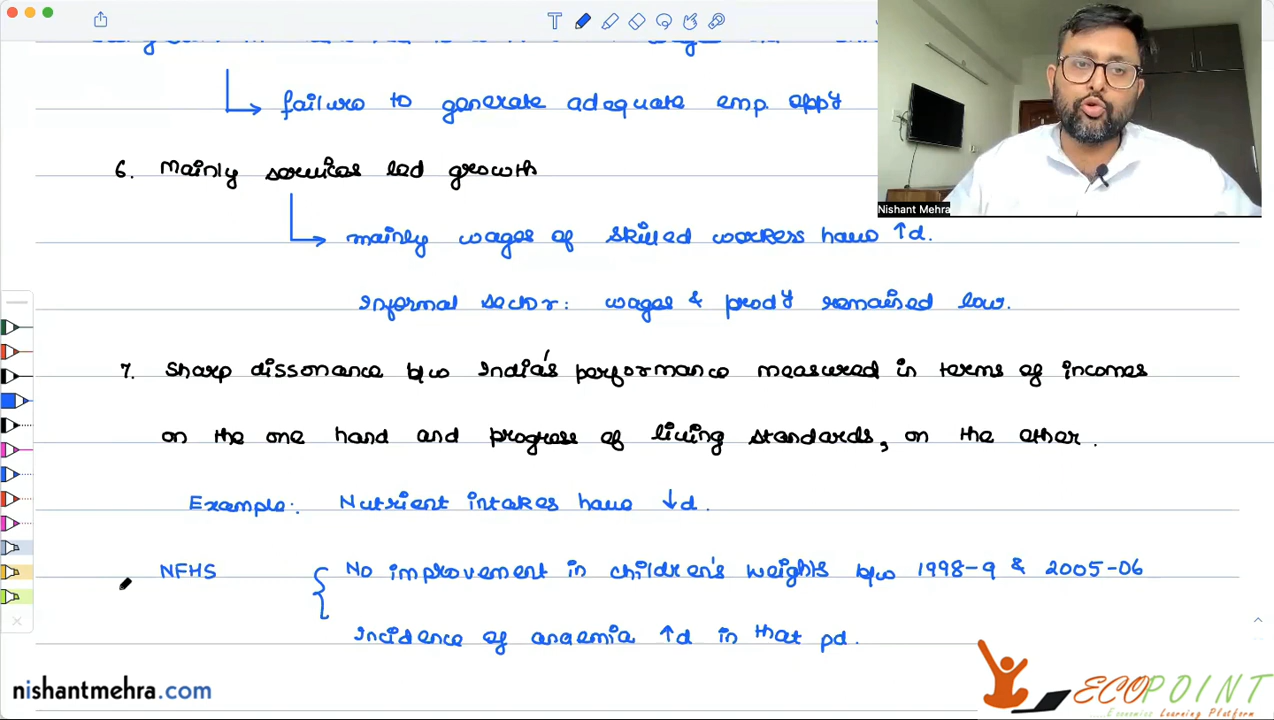 failure to generate adequate emp. opp^y
6. Mainly services led growth
mainly wages of skilled workers have ↑d.
Informal sector: wages & prod^y remained low.
7. Sharp dissonance b/w India's performance measured in terms of incomes
on the one hand and progress of living standards, on the other.
Example: Nutrient intakes have ↓d.
NFHS { No improvement in children's weights b/w 1998-9 & 2005-06
Incidence of anaemia ↑d in that pd.
Nishant Mehra
nishantmehra.com
ECOPOINT
Economics Learning Platform